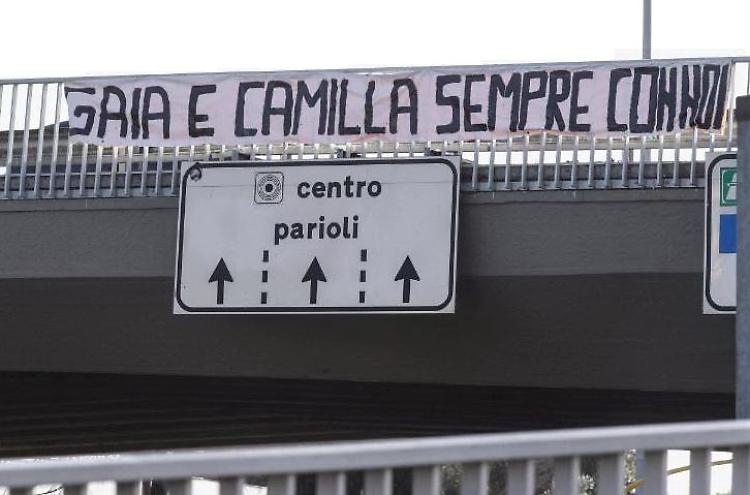 GAIA E CAMILLA SEMPRE CON NOI
centro
parioli